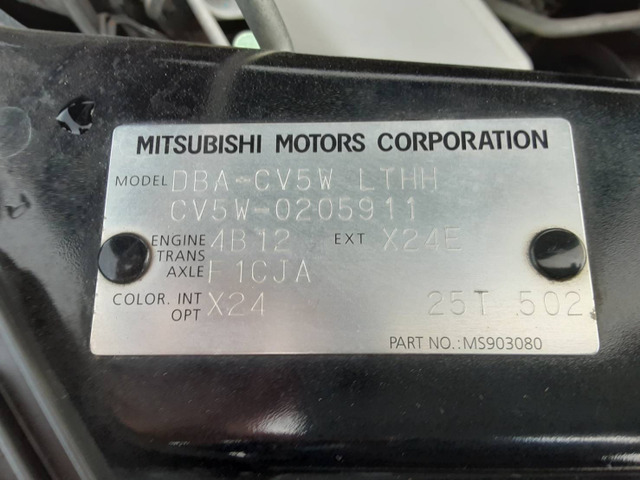 MITSUBISHI MOTORS CORPORATION
MODEL DBA-CV5W LTHH
CV5W-0205911
ENGINE 4B12 EXT X24E
TRANS
AXLE F1CJA
COLOR. INT X24
OPT 25T 502
PART NO.:MS903080